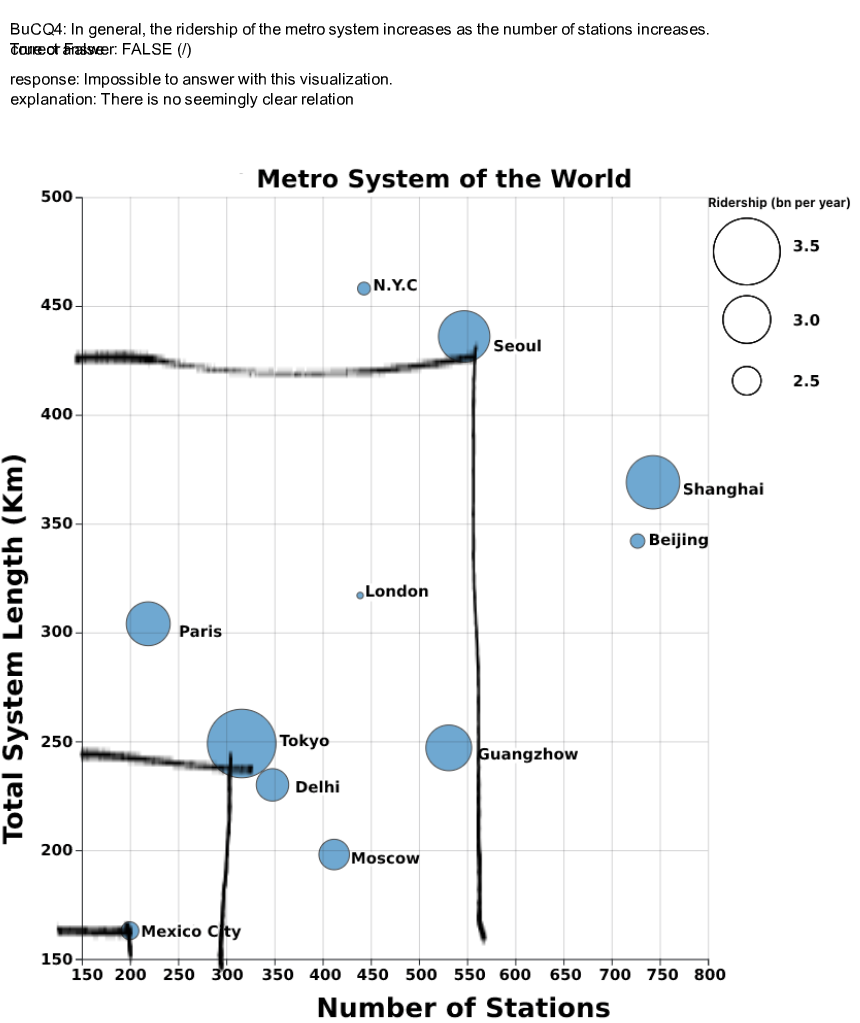 BuCQ4: In general, the ridership of the metro system increases as the number of stations increases.
True or False
correct answer: FALSE (/)
response: Impossible to answer with this visualization.
explanation: There is no seemingly clear relation
Metro System of the World
Ridership (bn per year)
3.5
3.0
2.5
500
450
400
350
300
250
200
150
Total System Length (Km)
N.Y.C
Seoul
Shanghai
Beijing
London
Paris
Tokyo
Guangzhow
Delhi
Moscow
Mexico City
150 200 250 300 350 400 450 500 550 600 650 700 750 800
Number of Stations